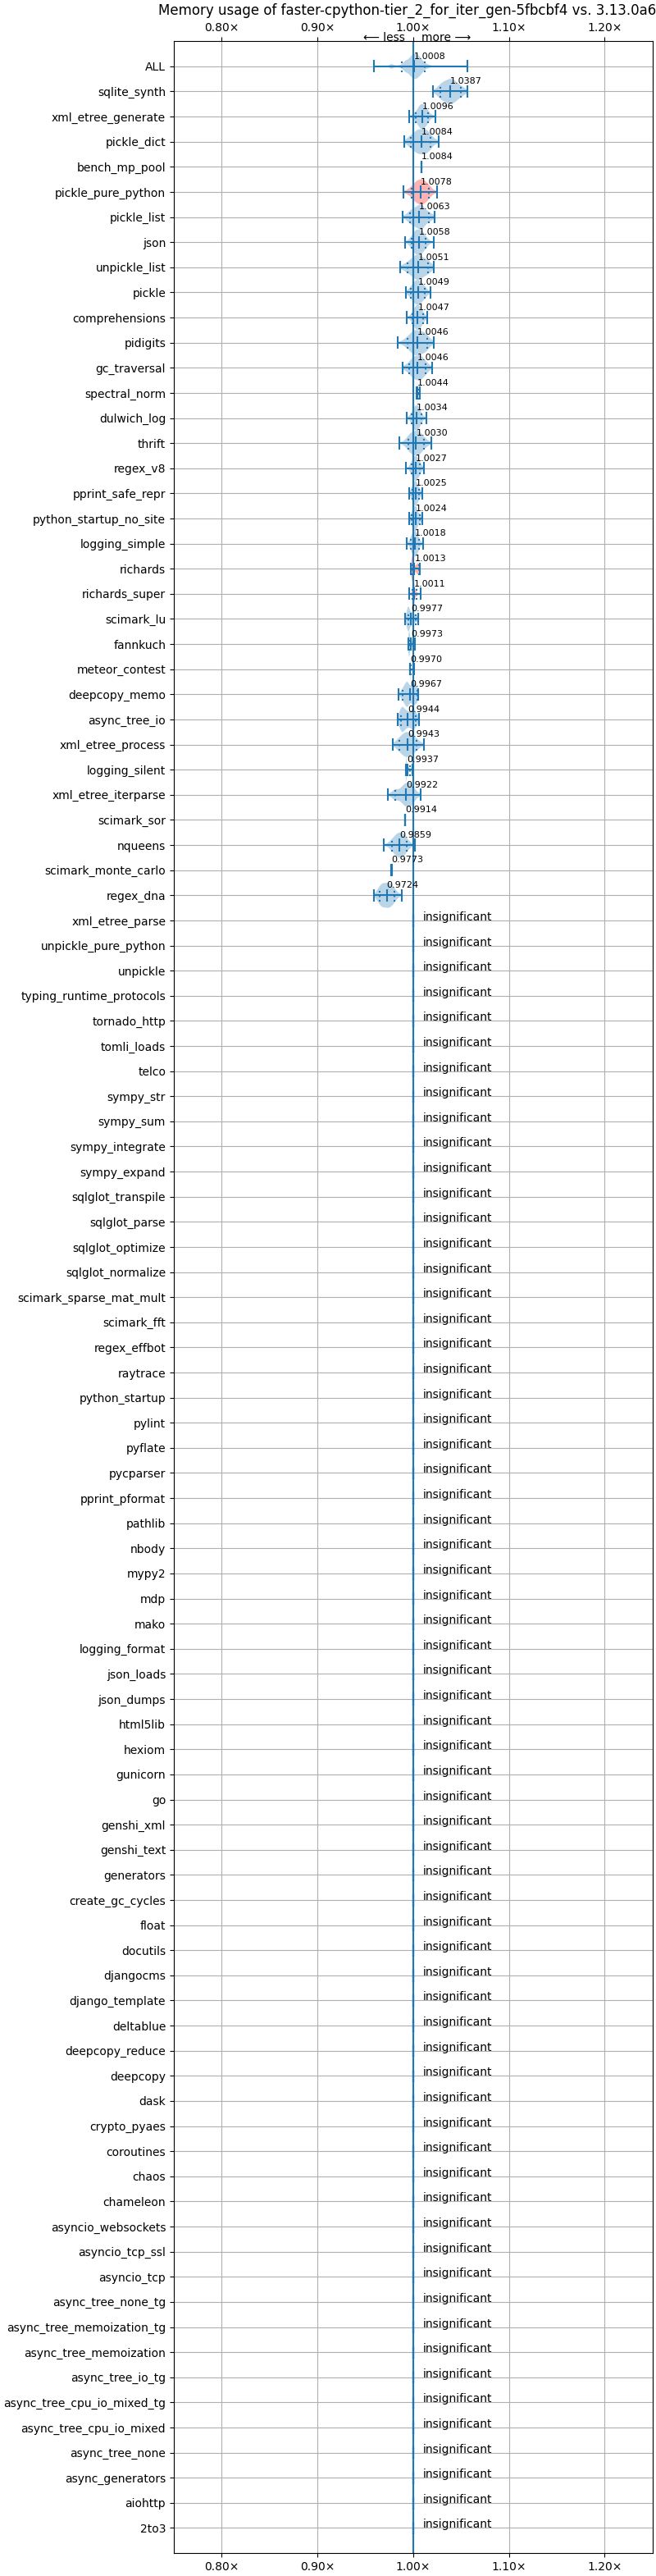 Memory usage of faster-cpython-tier_2_for_iter_gen-5fbcbf4 vs. 3.13.0a6
0.80× 0.90× 1.00× 1.10× 1.20×
⟵ less more ⟶
ALL 1.0008
sqlite_synth 1.0387
xml_etree_generate 1.0096
pickle_dict 1.0084
bench_mp_pool 1.0084
pickle_pure_python 1.0078
pickle_list 1.0063
json 1.0058
unpickle_list 1.0051
pickle 1.0049
comprehensions 1.0047
pidigits 1.0046
gc_traversal 1.0046
spectral_norm 1.0044
dulwich_log 1.0034
thrift 1.0030
regex_v8 1.0027
pprint_safe_repr 1.0025
python_startup_no_site 1.0024
logging_simple 1.0018
richards 1.0013
richards_super 1.0011
scimark_lu 0.9977
fannkuch 0.9973
meteor_contest 0.9970
deepcopy_memo 0.9967
async_tree_io 0.9944
xml_etree_process 0.9943
logging_silent 0.9937
xml_etree_iterparse 0.9922
scimark_sor 0.9914
nqueens 0.9859
scimark_monte_carlo 0.9773
regex_dna 0.9724
xml_etree_parse insignificant
unpickle_pure_python insignificant
unpickle insignificant
typing_runtime_protocols insignificant
tornado_http insignificant
tomli_loads insignificant
telco insignificant
sympy_str insignificant
sympy_sum insignificant
sympy_integrate insignificant
sympy_expand insignificant
sqlglot_transpile insignificant
sqlglot_parse insignificant
sqlglot_optimize insignificant
sqlglot_normalize insignificant
scimark_sparse_mat_mult insignificant
scimark_fft insignificant
regex_effbot insignificant
raytrace insignificant
python_startup insignificant
pylint insignificant
pyflate insignificant
pycparser insignificant
pprint_pformat insignificant
pathlib insignificant
nbody insignificant
mypy2 insignificant
mdp insignificant
mako insignificant
logging_format insignificant
json_loads insignificant
json_dumps insignificant
html5lib insignificant
hexiom insignificant
gunicorn insignificant
go insignificant
genshi_xml insignificant
genshi_text insignificant
generators insignificant
create_gc_cycles insignificant
float insignificant
docutils insignificant
djangocms insignificant
django_template insignificant
deltablue insignificant
deepcopy_reduce insignificant
deepcopy insignificant
dask insignificant
crypto_pyaes insignificant
coroutines insignificant
chaos insignificant
chameleon insignificant
asyncio_websockets insignificant
asyncio_tcp_ssl insignificant
asyncio_tcp insignificant
async_tree_none_tg insignificant
async_tree_memoization_tg insignificant
async_tree_memoization insignificant
async_tree_io_tg insignificant
async_tree_cpu_io_mixed_tg insignificant
async_tree_cpu_io_mixed insignificant
async_tree_none insignificant
async_generators insignificant
aiohttp insignificant
2to3 insignificant
0.80× 0.90× 1.00× 1.10× 1.20×